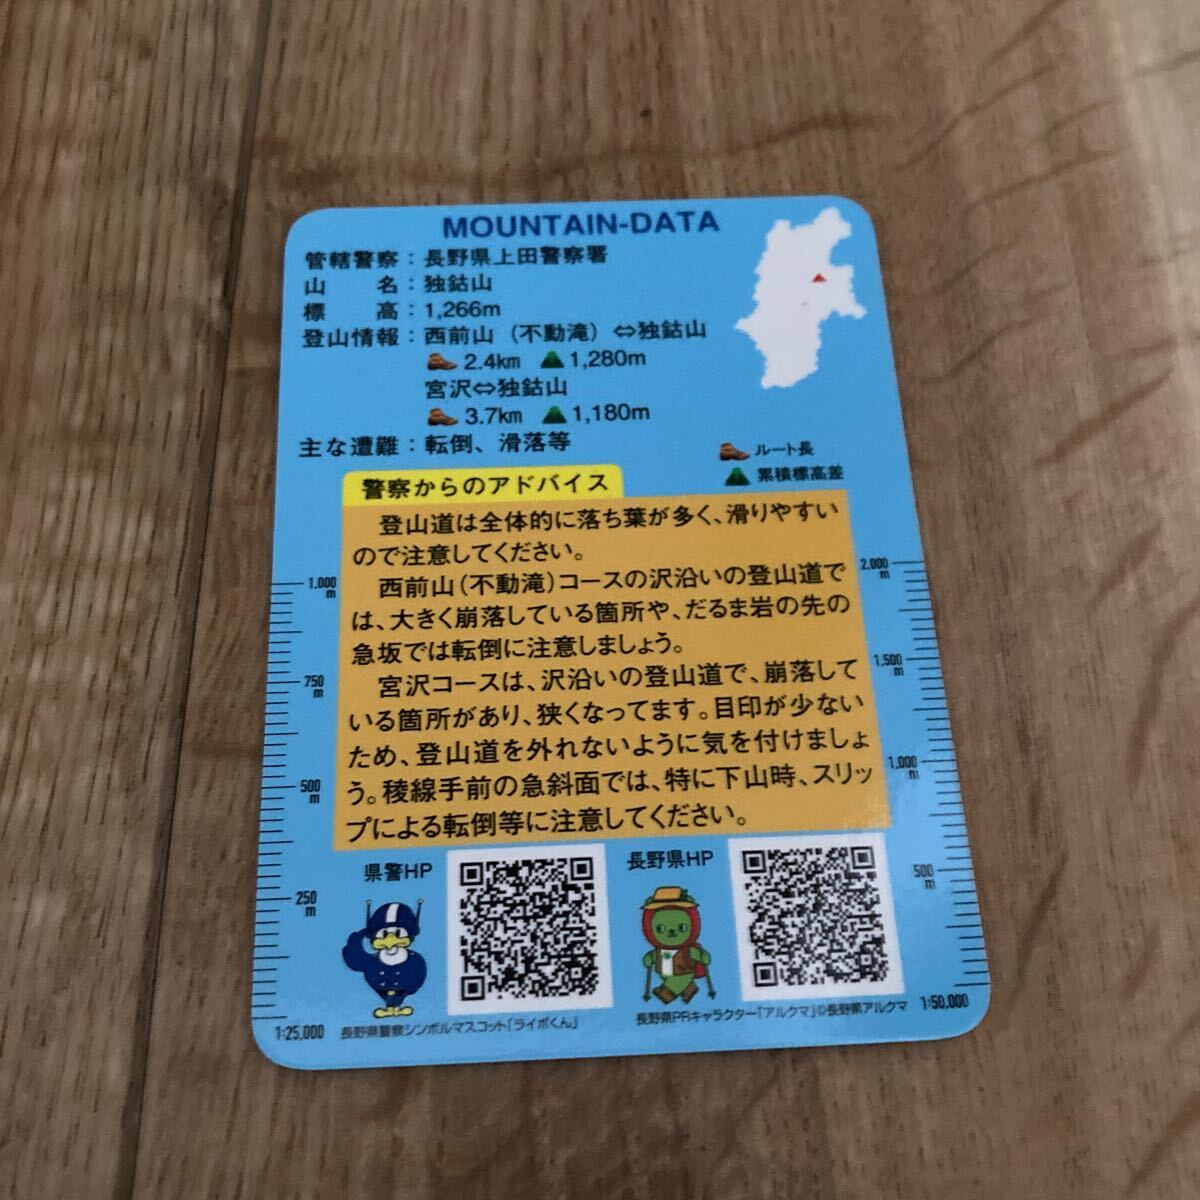 MOUNTAIN-DATA
管轄警察：長野県上田警察署
山　　名：独鈷山
標　　高：1,266m
登山情報：西前山（不動滝）⇔独鈷山
2.4km 1,280m
宮沢⇔独鈷山
3.7km 1,180m
主な遭難：転倒、滑落等
ルート長
累積標高差
警察からのアドバイス
登山道は全体的に落ち葉が多く、滑りやすい
ので注意してください。
西前山（不動滝）コースの沢沿いの登山道で
は、大きく崩落している箇所や、だるま岩の先の
急坂では転倒に注意しましょう。
宮沢コースは、沢沿いの登山道で、崩落して
いる箇所があり、狭くなってます。目印が少ない
ため、登山道を外れないように気を付けましょ
う。稜線手前の急斜面では、特に下山時、スリッ
プによる転倒等に注意してください。
1,000
m
750
m
500
m
250
m
1:25,000
2,000
m
1,500
m
1,000
m
500
m
1:50,000
県警HP
長野県HP
長野県警察シンボルマスコット「ライポくん」
長野県PRキャラクター「アルクマ」©長野県アルクマ